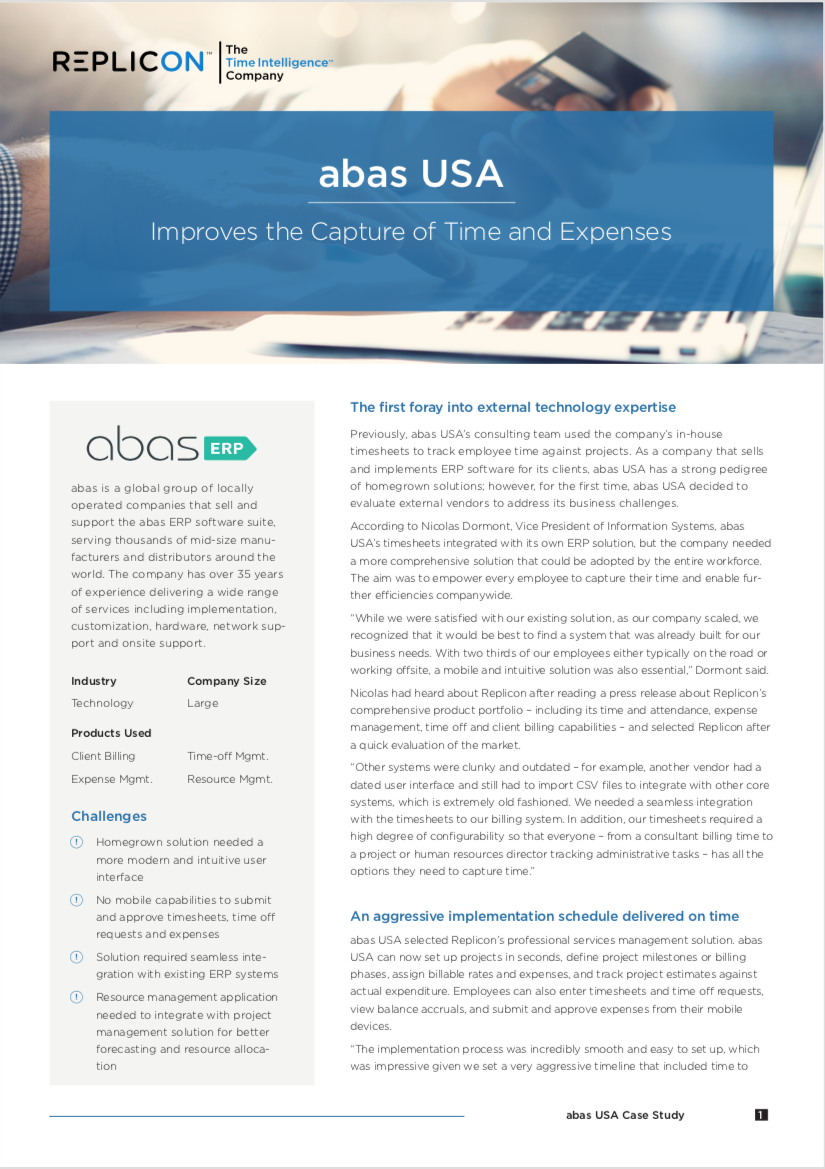 REPLICON™
The
Time Intelligence™
Company
abas USA
Improves the Capture of Time and Expenses
abas ERP
abas is a global group of locally
operated companies that sell and
support the abas ERP software suite,
serving thousands of mid-size manu-
facturers and distributors around the
world. The company has over 35 years
of experience delivering a wide range
of services including implementation,
customization, hardware, network sup-
port and onsite support.
Industry Company Size
Technology Large
Products Used
Client Billing Time-off Mgmt.
Expense Mgmt. Resource Mgmt.
Challenges
Homegrown solution needed a
more modern and intuitive user
interface
No mobile capabilities to submit
and approve timesheets, time off
requests and expenses
Solution required seamless inte-
gration with existing ERP systems
Resource management application
needed to integrate with project
management solution for better
forecasting and resource alloca-
tion
The first foray into external technology expertise
Previously, abas USA's consulting team used the company's in-house
timesheets to track employee time against projects. As a company that sells
and implements ERP software for its clients, abas USA has a strong pedigree
of homegrown solutions; however, for the first time, abas USA decided to
evaluate external vendors to address its business challenges.
According to Nicolas Dormont, Vice President of Information Systems, abas
USA's timesheets integrated with its own ERP solution, but the company needed
a more comprehensive solution that could be adopted by the entire workforce.
The aim was to empower every employee to capture their time and enable fur-
ther efficiencies companywide.
"While we were satisfied with our existing solution, as our company scaled, we
recognized that it would be best to find a system that was already built for our
business needs. With two thirds of our employees either typically on the road or
working offsite, a mobile and intuitive solution was also essential," Dormont said.
Nicolas had heard about Replicon after reading a press release about Replicon's
comprehensive product portfolio – including its time and attendance, expense
management, time off and client billing capabilities – and selected Replicon after
a quick evaluation of the market.
"Other systems were clunky and outdated – for example, another vendor had a
dated user interface and still had to import CSV files to integrate with other core
systems, which is extremely old fashioned. We needed a seamless integration
with the timesheets to our billing system. In addition, our timesheets required a
high degree of configurability so that everyone – from a consultant billing time to
a project or human resources director tracking administrative tasks – has all the
options they need to capture time."
An aggressive implementation schedule delivered on time
abas USA selected Replicon's professional services management solution. abas
USA can now set up projects in seconds, define project milestones or billing
phases, assign billable rates and expenses, and track project estimates against
actual expenditure. Employees can also enter timesheets and time off requests,
view balance accruals, and submit and approve expenses from their mobile
devices.
"The implementation process was incredibly smooth and easy to set up, which
was impressive given we set a very aggressive timeline that included time to
abas USA Case Study 1